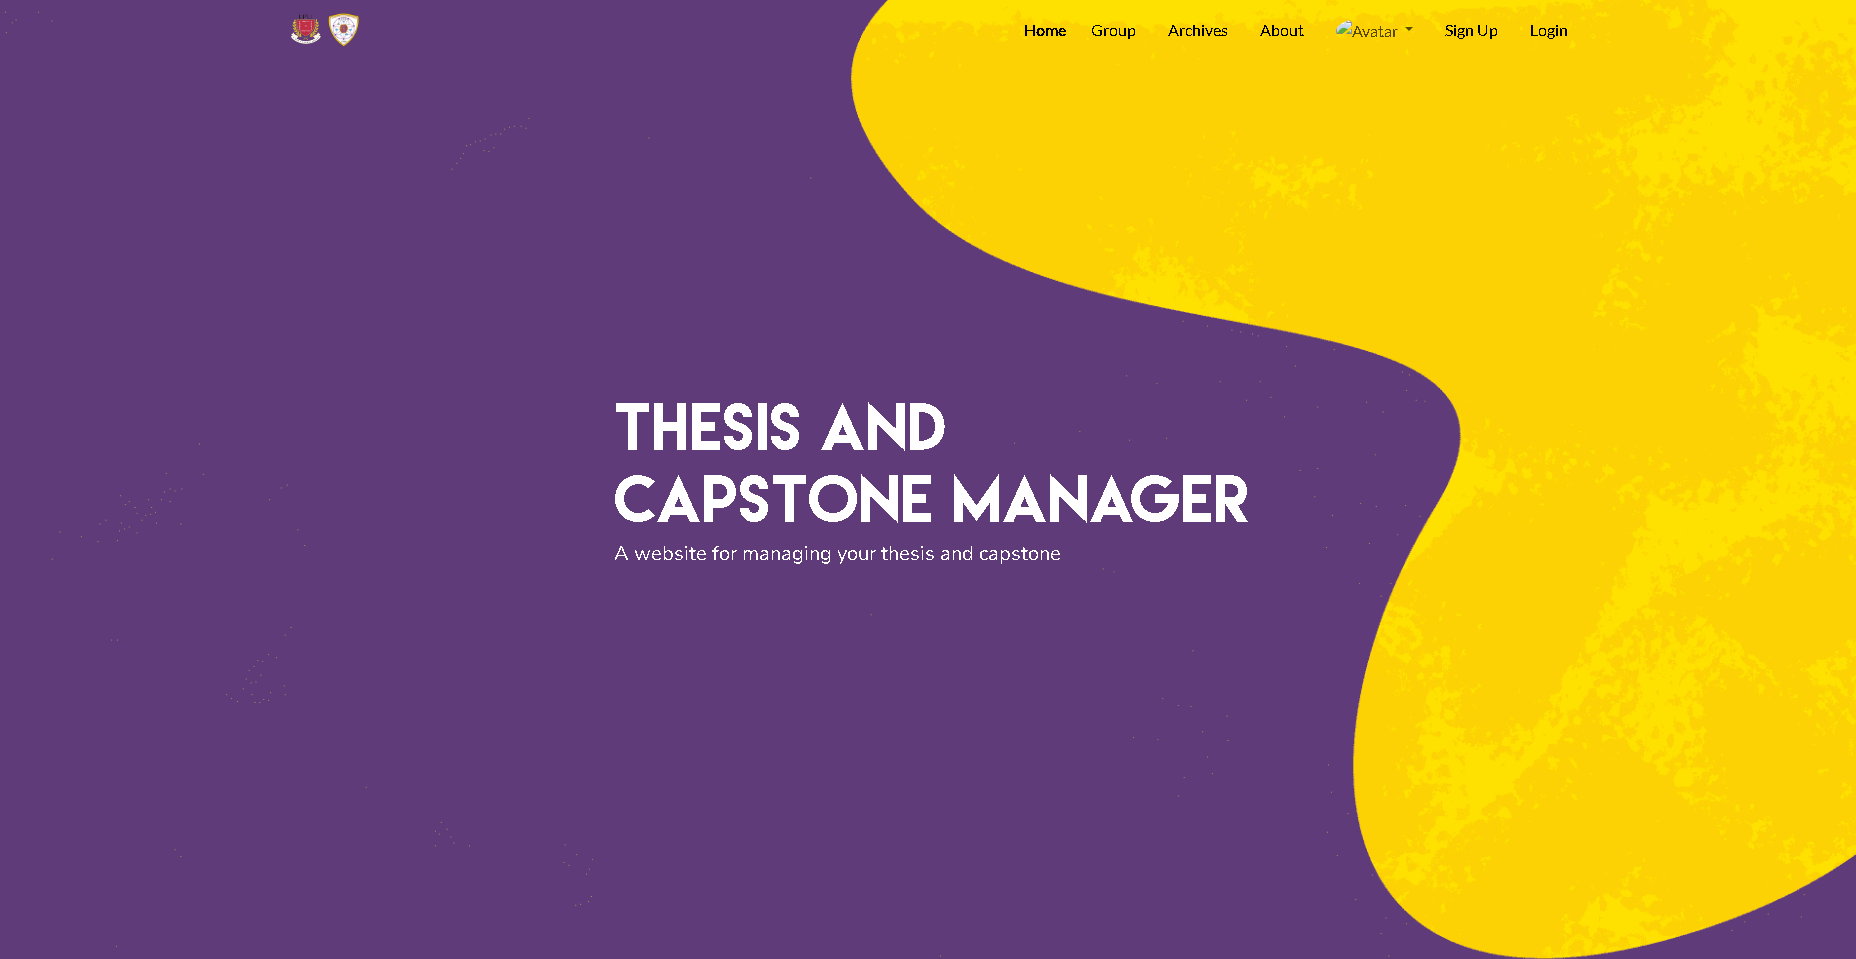 Home Group Archives About Avatar Sign Up Login
THESIS AND
CAPSTONE MANAGER
A website for managing your thesis and capstone